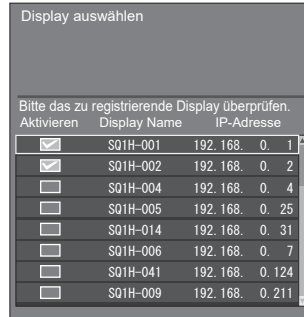 Display auswählen
Bitte das zu registrierende Display überprüfen.
Aktivieren Display Name IP-Adresse
SQ1H-001 192.168. 0. 1
SQ1H-002 192.168. 0. 2
SQ1H-004 192.168. 0. 4
SQ1H-005 192.168. 0. 25
SQ1H-014 192.168. 0. 31
SQ1H-006 192.168. 0. 7
SQ1H-041 192.168. 0.124
SQ1H-009 192.168. 0.211